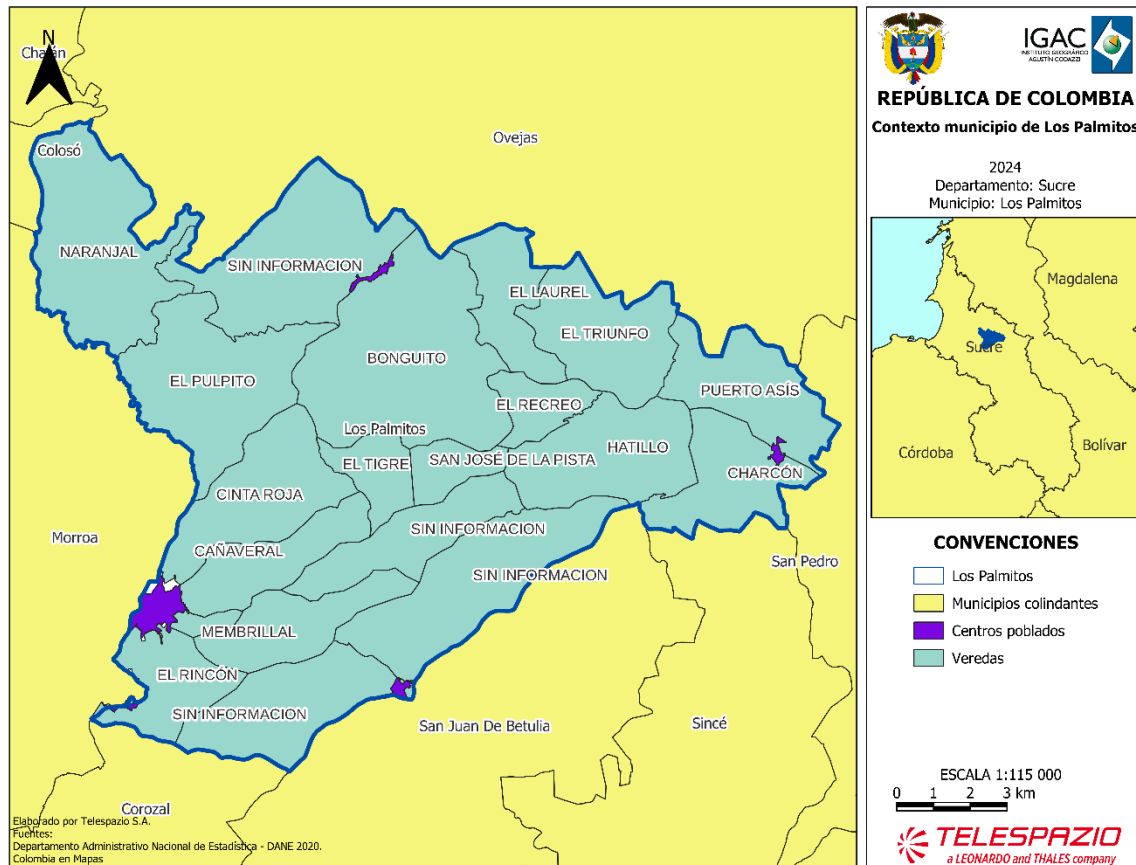 N
Chalán
Colosó
Ovejas
NARANJAL
SIN INFORMACION
EL LAUREL
EL TRIUNFO
BONGUITO
EL PULPITO
PUERTO ASÍS
EL RECREO
Los Palmitos
HATILLO
EL TIGRE
SAN JOSÉ DE LA PISTA
CHARCÓN
CINTA ROJA
SIN INFORMACION
Morroa
CAÑAVERAL
San Pedro
SIN INFORMACION
MEMBRILLAL
EL RINCÓN
SIN INFORMACION
San Juan De Betulia
Sincé
Corozal
Elaborado por Telespazio S.A.
Fuentes:
Departamento Administrativo Nacional de Estadística - DANE 2020.
Colombia en Mapas
IGAC
INSTITUTO GEOGRÁFICO
AGUSTÍN CODAZZI
REPÚBLICA DE COLOMBIA
Contexto municipio de Los Palmitos
2024
Departamento: Sucre
Municipio: Los Palmitos
Magdalena
Sucre
Córdoba
Bolívar
CONVENCIONES
Los Palmitos
Municipios colindantes
Centros poblados
Veredas
ESCALA 1:115 000
0 1 2 3 km
TELESPAZIO
a LEONARDO and THALES company